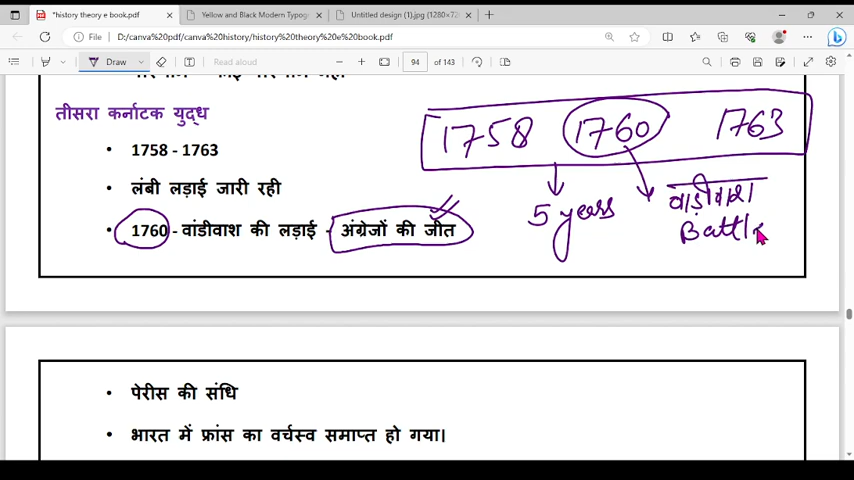 *history theory e book.pdf
Yellow and Black Modern Typog
Untitled design (1).jpg (1280×72
File
D:/canva%20pdf/canva%20history/history%20theory%20e%20book.pdf
Draw
Read aloud
94 of 143
तीसरा कर्नाटक युद्ध
1758 1760 1763
• 1758 - 1763
• लंबी लड़ाई जारी रही
5 years
वाड़ीवाश
Battle
• 1760 - वांडीवाश की लड़ाई - अंग्रेजों की जीत
• पेरीस की संधि
• भारत में फ्रांस का वर्चस्व समाप्त हो गया।